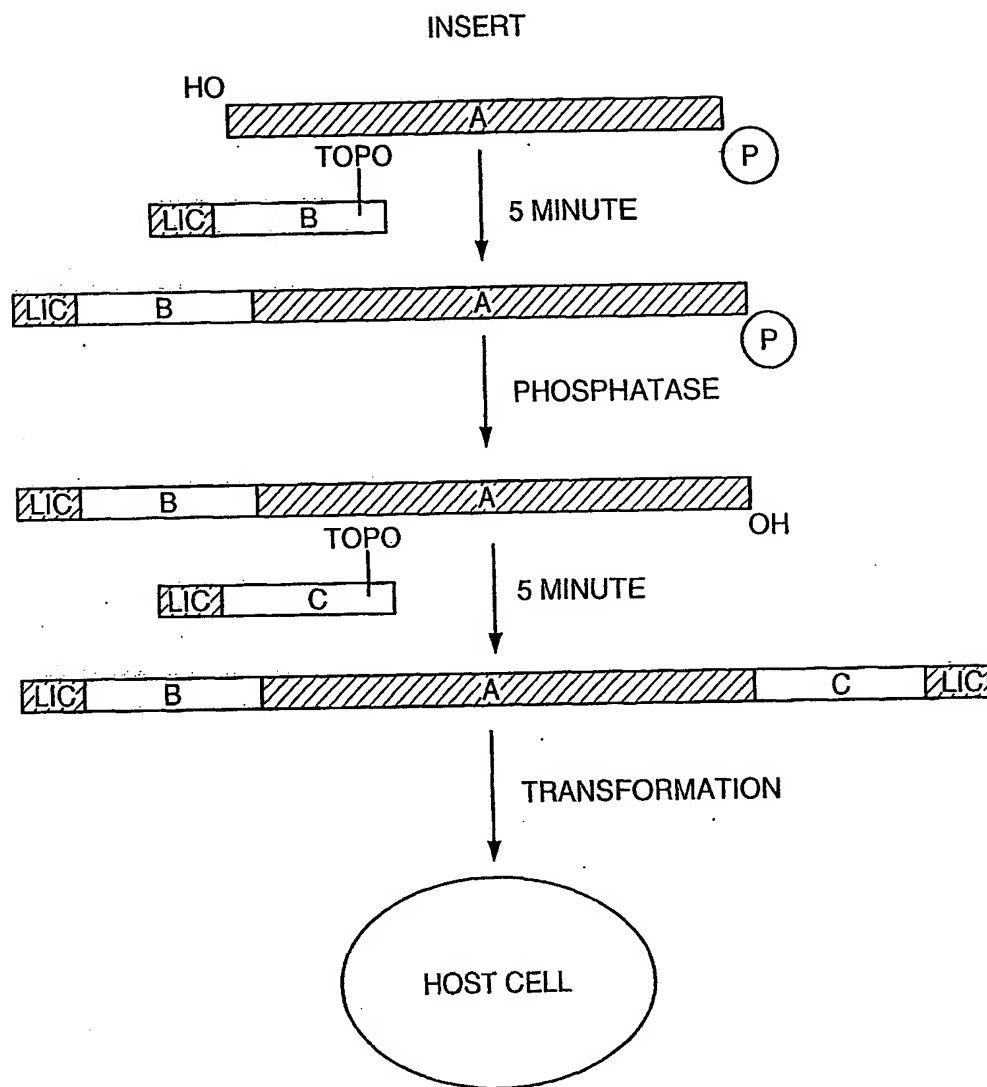 INSERT
HO
A
TOPO
P
LIC B
5 MINUTE
LIC B A
P
PHOSPHATASE
LIC B A
OH
TOPO
LIC C
5 MINUTE
LIC B A C LIC
TRANSFORMATION
HOST CELL